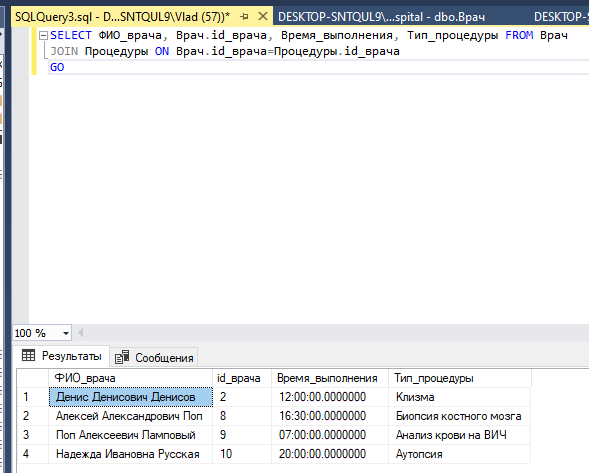 SQLQuery3.sql - D...SNTQUL9\Vlad (57))* DESKTOP-SNTQUL9\...spital - dbo.Врач DESKTOP-S
SELECT ФИО_врача, Врач.id_врача, Время_выполнения, Тип_процедуры FROM Врач
JOIN Процедуры ON Врач.id_врача=Процедуры.id_врача
GO
100 %
Результаты Сообщения
ФИО_врача id_врача Время_выполнения Тип_процедуры
1 Денис Денисович Денисов 2 12:00:00.0000000 Клизма
2 Алексей Александрович Поп 8 16:30:00.0000000 Биопсия костного мозга
3 Поп Алексеевич Ламповый 9 07:00:00.0000000 Анализ крови на ВИЧ
4 Надежда Ивановна Русская 10 20:00:00.0000000 Аутопсия